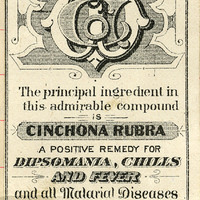 The principal ingredient in
this admirable compound
IS
CINCHONA RUBRA
A POSITIVE REMEDY FOR
DIPSOMANIA, CHILLS
AND FEVER
and all Malarial Diseases